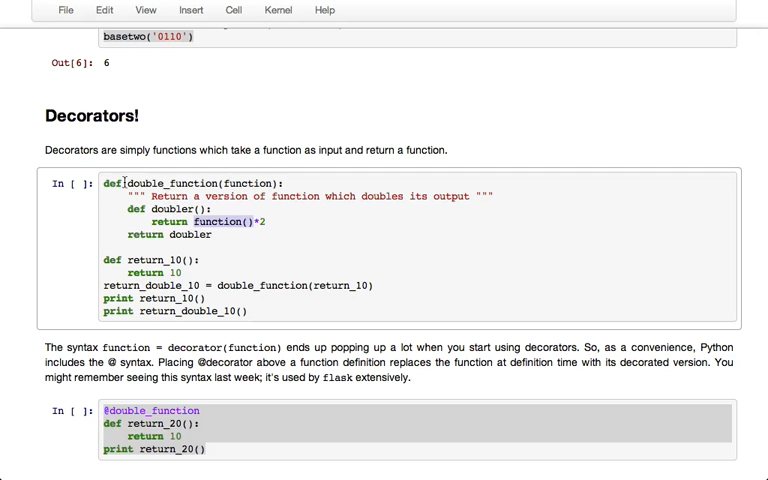 File Edit View Insert Cell Kernel Help
basetwo('0110')
Out[6]: 6
Decorators!
Decorators are simply functions which take a function as input and return a function.
In [ ]: def double_function(function):
""" Return a version of function which doubles its output """
def doubler():
return function()*2
return doubler
def return_10():
return 10
return_double_10 = double_function(return_10)
print return_10()
print return_double_10()
The syntax function = decorator(function) ends up popping up a lot when you start using decorators. So, as a convenience, Python
includes the @ syntax. Placing @decorator above a function definition replaces the function at definition time with its decorated version. You
might remember seeing this syntax last week; it's used by flask extensively.
In [ ]: @double_function
def return_20():
return 10
print return_20()